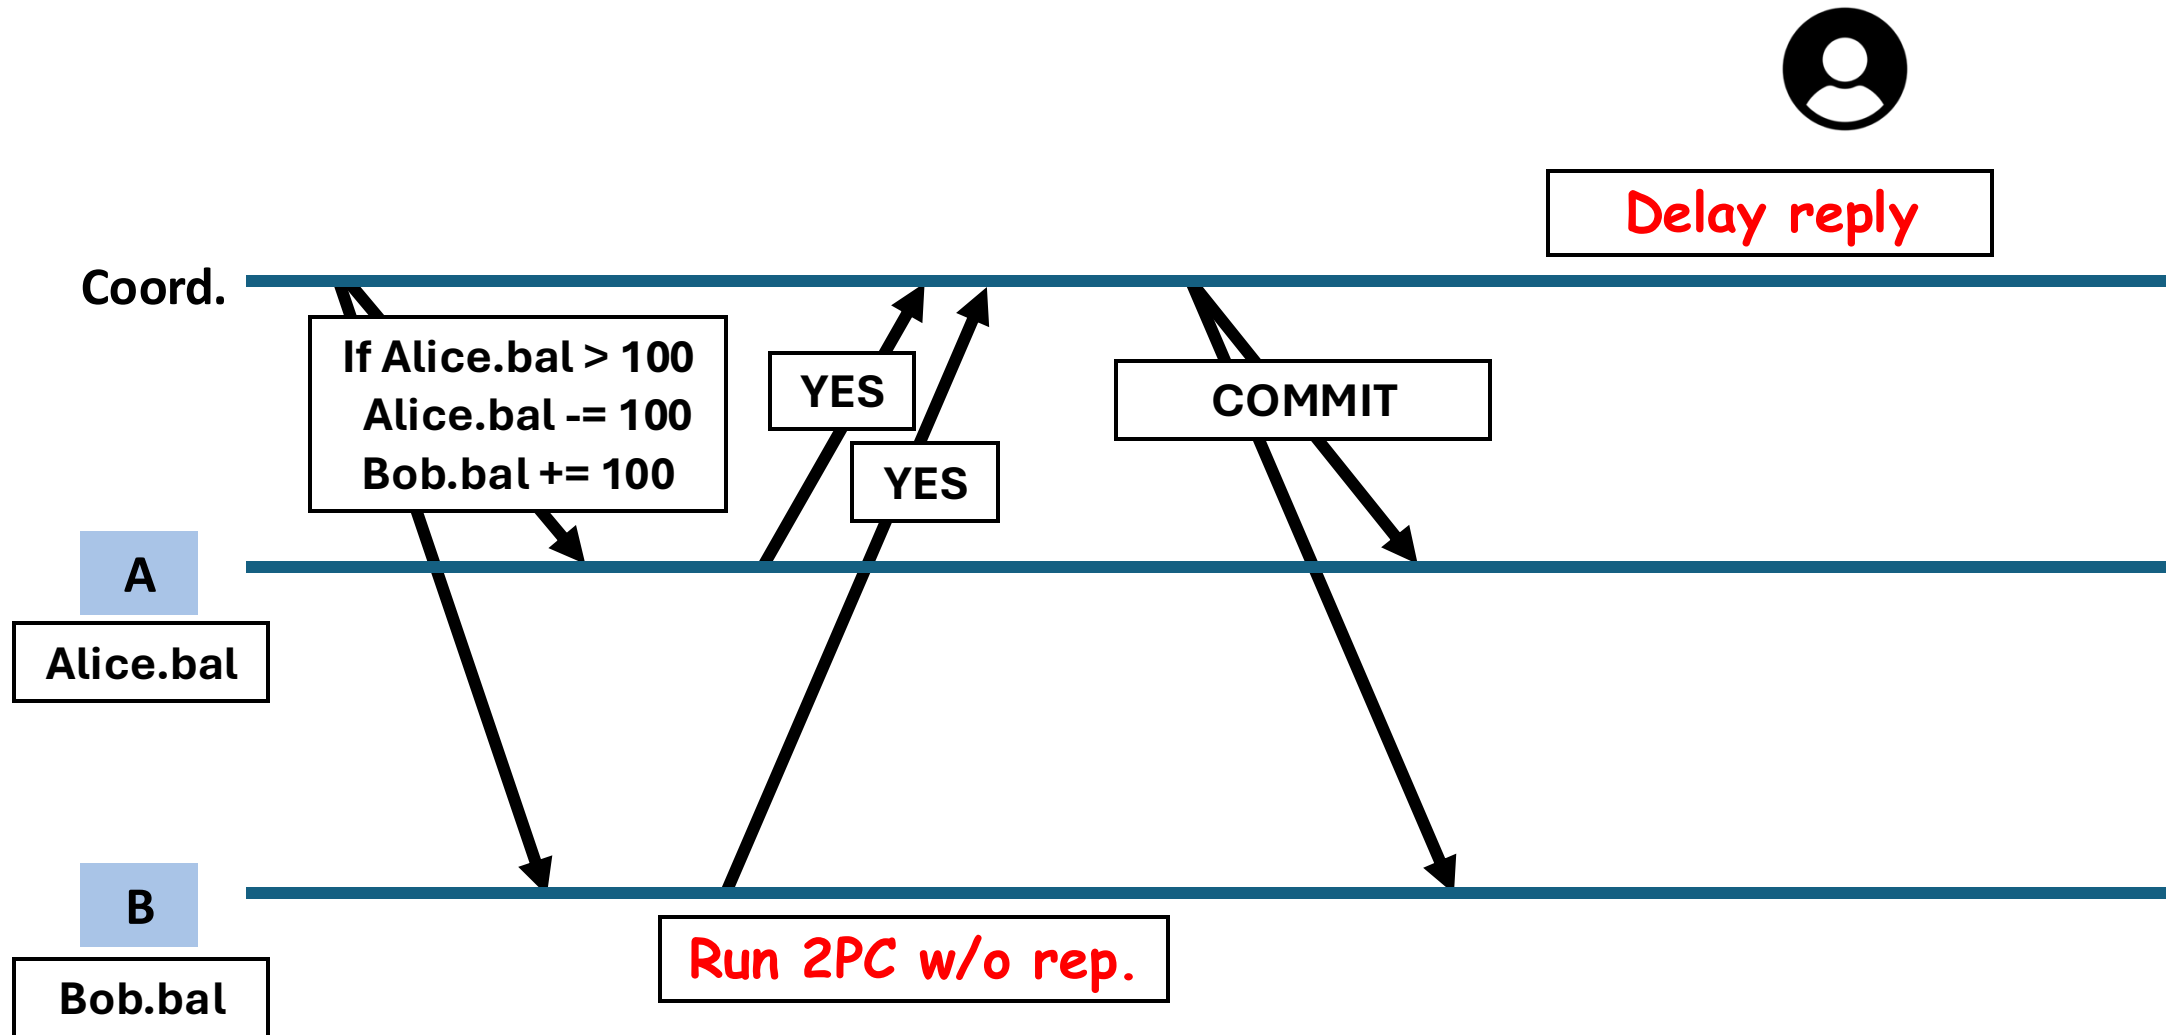 Delay reply
Coord.
If Alice.bal > 100
Alice.bal -= 100
Bob.bal += 100
YES
YES
COMMIT
A
Alice.bal
B
Bob.bal
Run 2PC w/o rep.